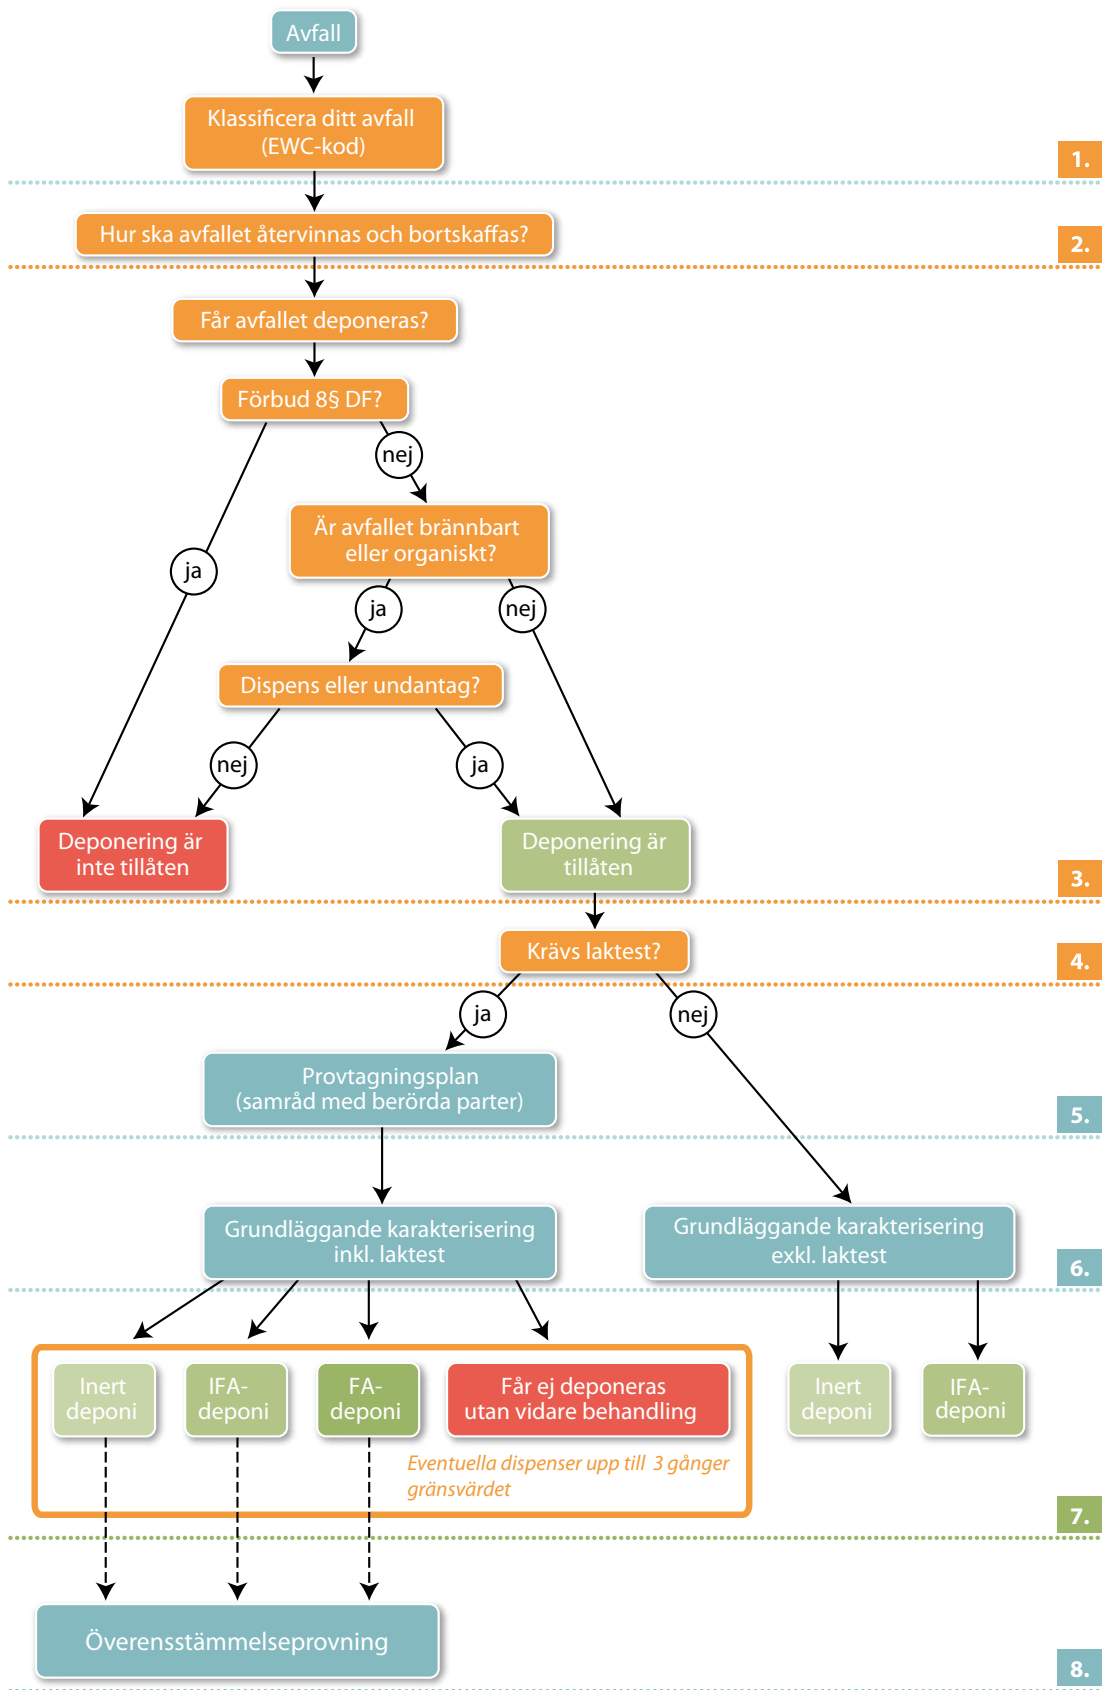 Avfall
Klassificera ditt avfall
(EWC-kod)
1.
Hur ska avfallet återvinnas och bortskaffas?
2.
Får avfallet deponeras?
Förbud 8§ DF?
nej
Är avfallet brännbart
eller organiskt?
ja
ja
nej
Dispens eller undantag?
nej
ja
Deponering är
inte tillåten
Deponering är
tillåten
3.
Krävs laktest?
4.
ja
nej
Provtagningsplan
(samråd med berörda parter)
5.
Grundläggande karakterisering
inkl. laktest
Grundläggande karakterisering
exkl. laktest
6.
Inert
deponi
IFA-
deponi
FA-
deponi
Får ej deponeras
utan vidare behandling
Inert
deponi
IFA-
deponi
Eventuella dispenser upp till 3 gånger
gränsvärdet
7.
Överensstämmelseprovning
8.